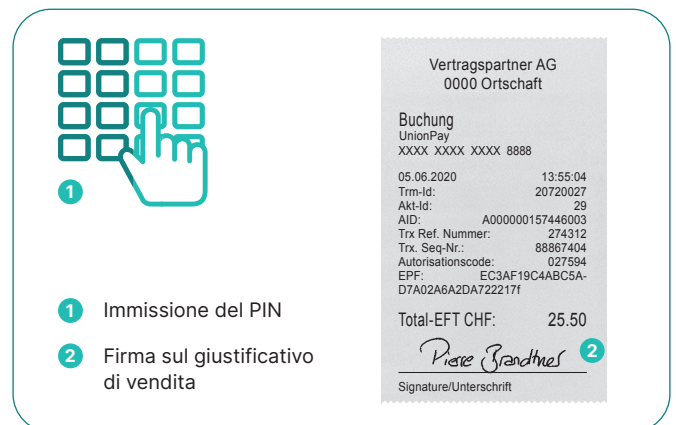 1
1 Immissione del PIN
2 Firma sul giustificativo
di vendita
Vertragspartner AG
0000 Ortschaft
Buchung
UnionPay
XXXX XXXX XXXX 8888
05.06.2020 13:55:04
Trm-Id: 20720027
Akt-Id: 29
AID: A000000157446003
Trx Ref. Nummer: 274312
Trx. Seq-Nr.: 88867404
Autorisationscode: 027594
EPF: EC3AF19C4ABC5A-
D7A02A6A2DA722217f
Total-EFT CHF: 25.50
Pierre Brandtner 2
Signature/Unterschrift